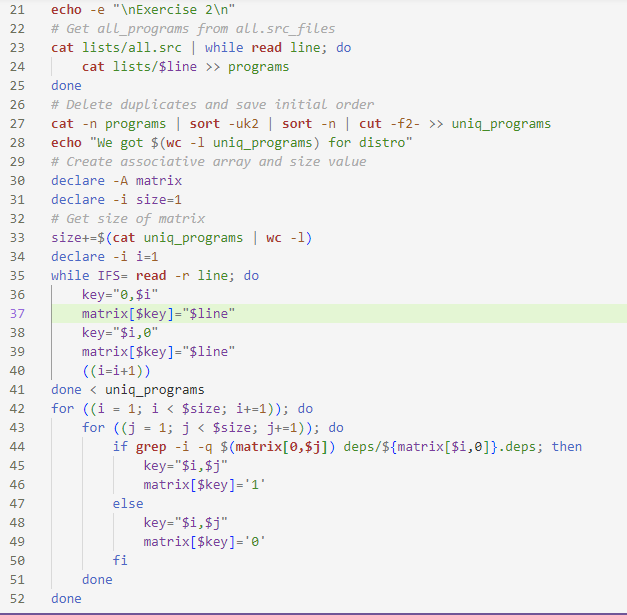 21 echo -e "\nExercise 2\n"
22 # Get all_programs from all.src_files
23 cat lists/all.src | while read line; do
24     cat lists/$line >> programs
25 done
26 # Delete duplicates and save initial order
27 cat -n programs | sort -uk2 | sort -n | cut -f2- >> uniq_programs
28 echo "We got $(wc -l uniq_programs) for distro"
29 # Create associative array and size value
30 declare -A matrix
31 declare -i size=1
32 # Get size of matrix
33 size+=$(cat uniq_programs | wc -l)
34 declare -i i=1
35 while IFS= read -r line; do
36     key="0,$i"
37     matrix[$key]="$line"
38     key="$i,0"
39     matrix[$key]="$line"
40     ((i=i+1))
41 done < uniq_programs
42 for ((i = 1; i < $size; i+=1)); do
43     for ((j = 1; j < $size; j+=1)); do
44         if grep -i -q $(matrix[0,$j]) deps/${matrix[$i,0]}.deps; then
45             key="$i,$j"
46             matrix[$key]='1'
47         else
48             key="$i,$j"
49             matrix[$key]='0'
50         fi
51     done
52 done